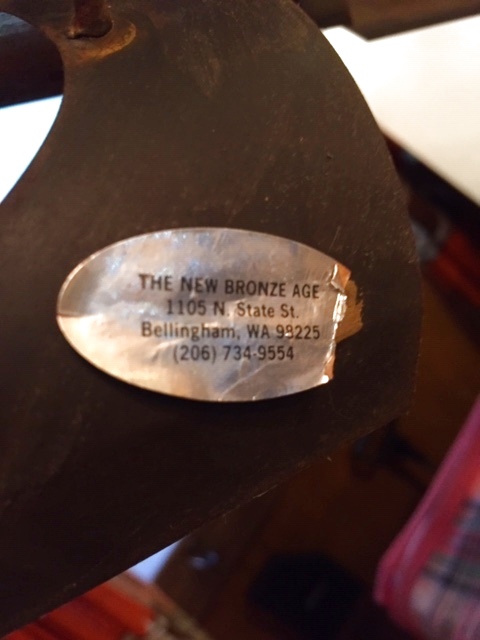 THE NEW BRONZE AGE
1105 N. State St.
Bellingham, WA 98225
(206) 734-9554